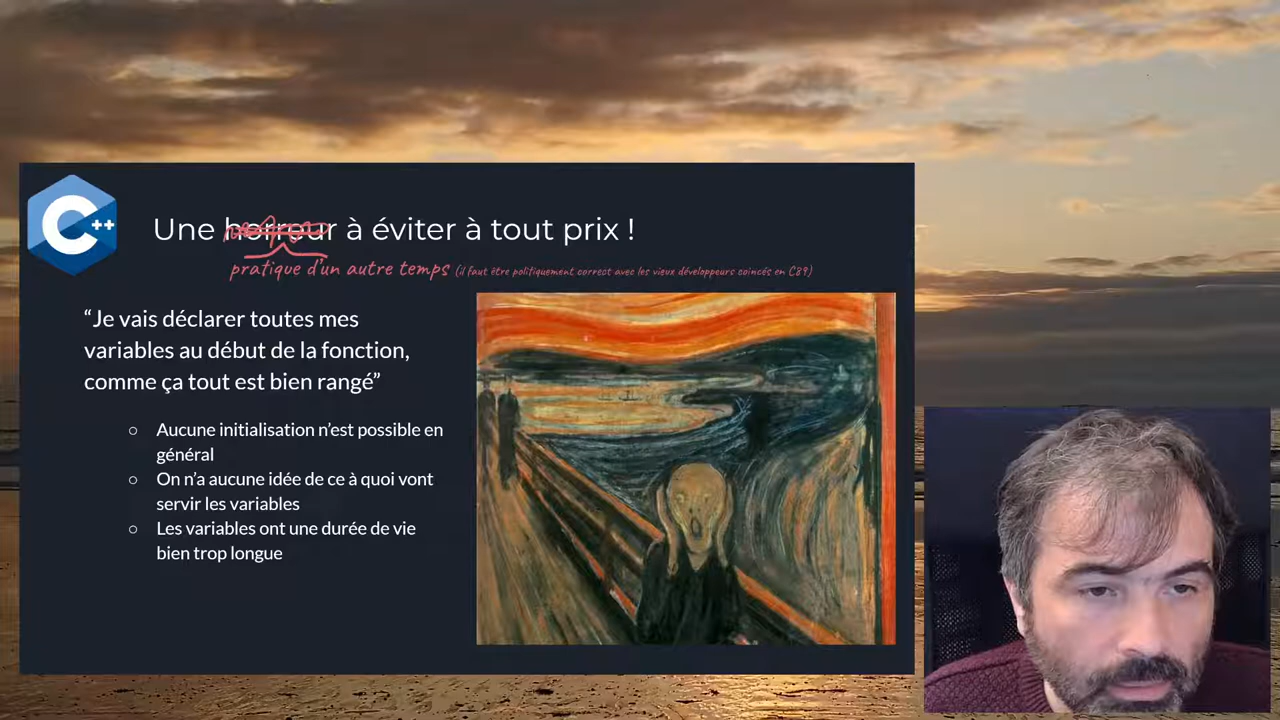 C++
Une horreur à éviter à tout prix !
pratique d'un autre temps (il faut être politiquement correct avec les vieux développeurs coincés en C89)
“Je vais déclarer toutes mes
variables au début de la fonction,
comme ça tout est bien rangé”
○ Aucune initialisation n’est possible en
général
○ On n’a aucune idée de ce à quoi vont
servir les variables
○ Les variables ont une durée de vie
bien trop longue